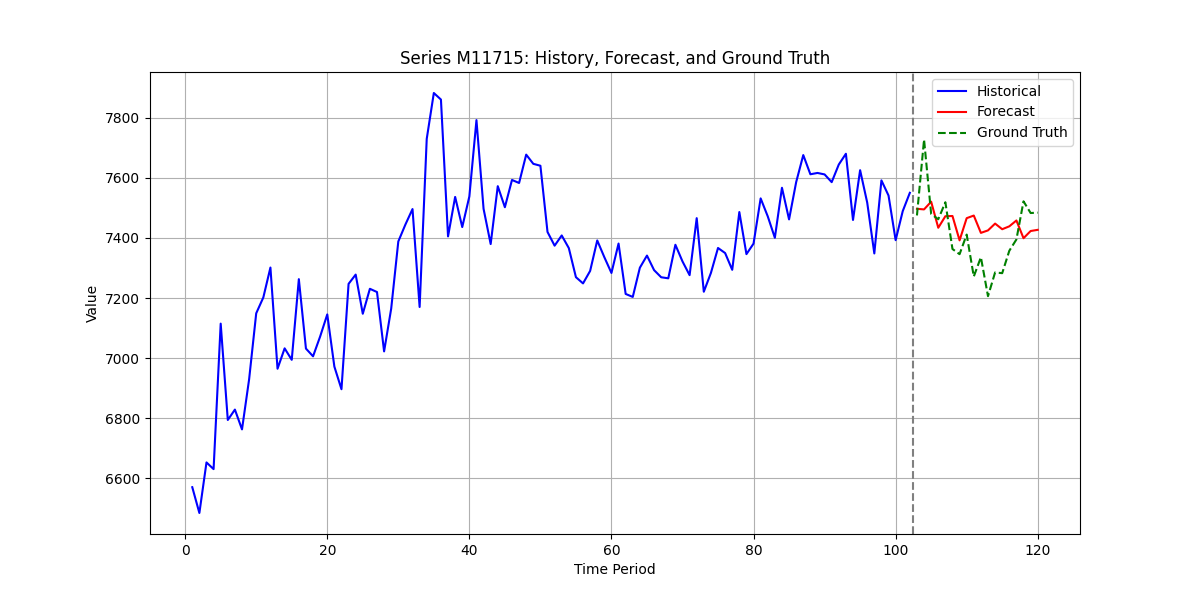 Series M11715: History, Forecast, and Ground Truth
Historical
Forecast
Ground Truth
Value
7800
7600
7400
7200
7000
6800
6600
0 20 40 60 80 100 120
Time Period